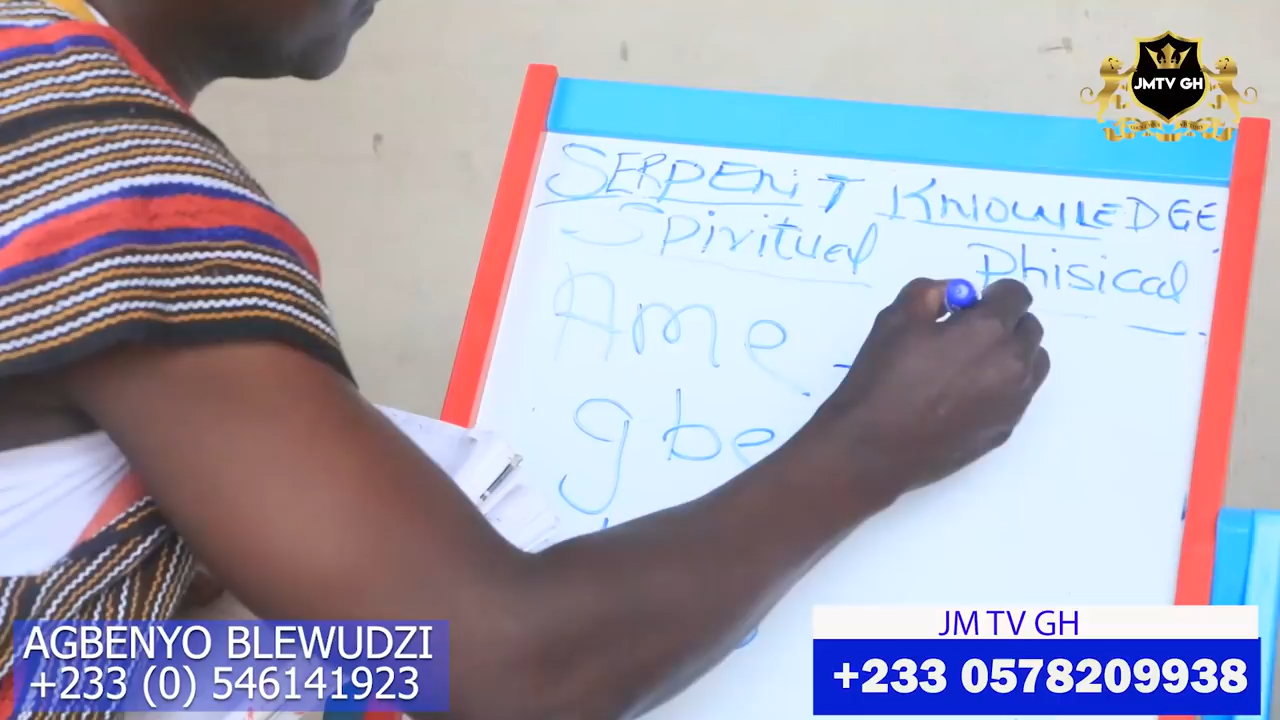 JMTV GH
SERPENT KNOWLEDGE
Spiritual Phisical
Ame
gbe
AGBENYO BLEWUDZI
+233 (0) 546141923
JM TV GH
+233 0578209938